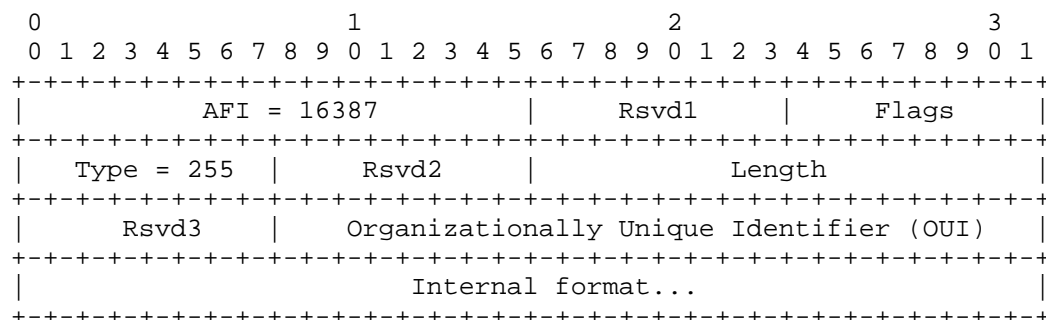 0                   1                   2                   3
 0 1 2 3 4 5 6 7 8 9 0 1 2 3 4 5 6 7 8 9 0 1 2 3 4 5 6 7 8 9 0 1
+-+-+-+-+-+-+-+-+-+-+-+-+-+-+-+-+-+-+-+-+-+-+-+-+-+-+-+-+-+-+-+-+
|           AFI = 16387         |     Rsvd1     |     Flags     |
+-+-+-+-+-+-+-+-+-+-+-+-+-+-+-+-+-+-+-+-+-+-+-+-+-+-+-+-+-+-+-+-+
|   Type = 255  |     Rsvd2     |            Length             |
+-+-+-+-+-+-+-+-+-+-+-+-+-+-+-+-+-+-+-+-+-+-+-+-+-+-+-+-+-+-+-+-+
|      Rsvd3    |    Organizationally Unique Identifier (OUI)   |
+-+-+-+-+-+-+-+-+-+-+-+-+-+-+-+-+-+-+-+-+-+-+-+-+-+-+-+-+-+-+-+-+
|                        Internal format...                     |
+-+-+-+-+-+-+-+-+-+-+-+-+-+-+-+-+-+-+-+-+-+-+-+-+-+-+-+-+-+-+-+-+